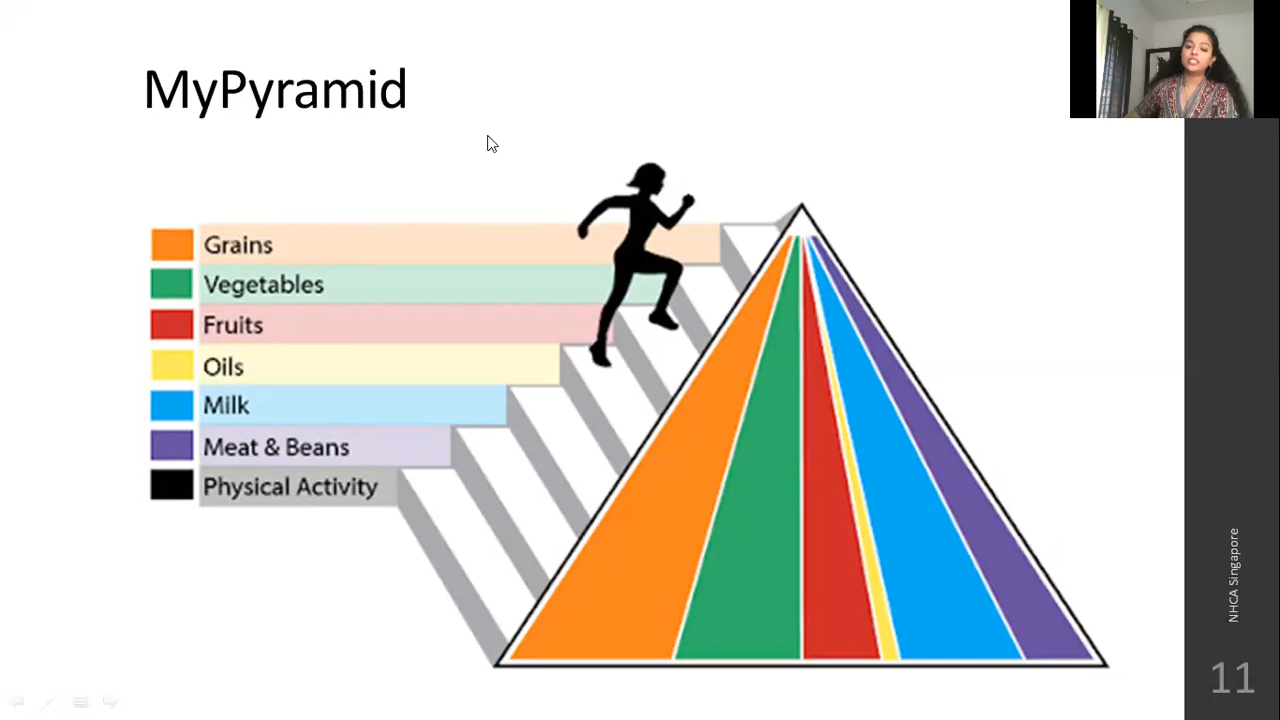 MyPyramid
Grains
Vegetables
Fruits
Oils
Milk
Meat & Beans
Physical Activity
NHCA Singapore
11